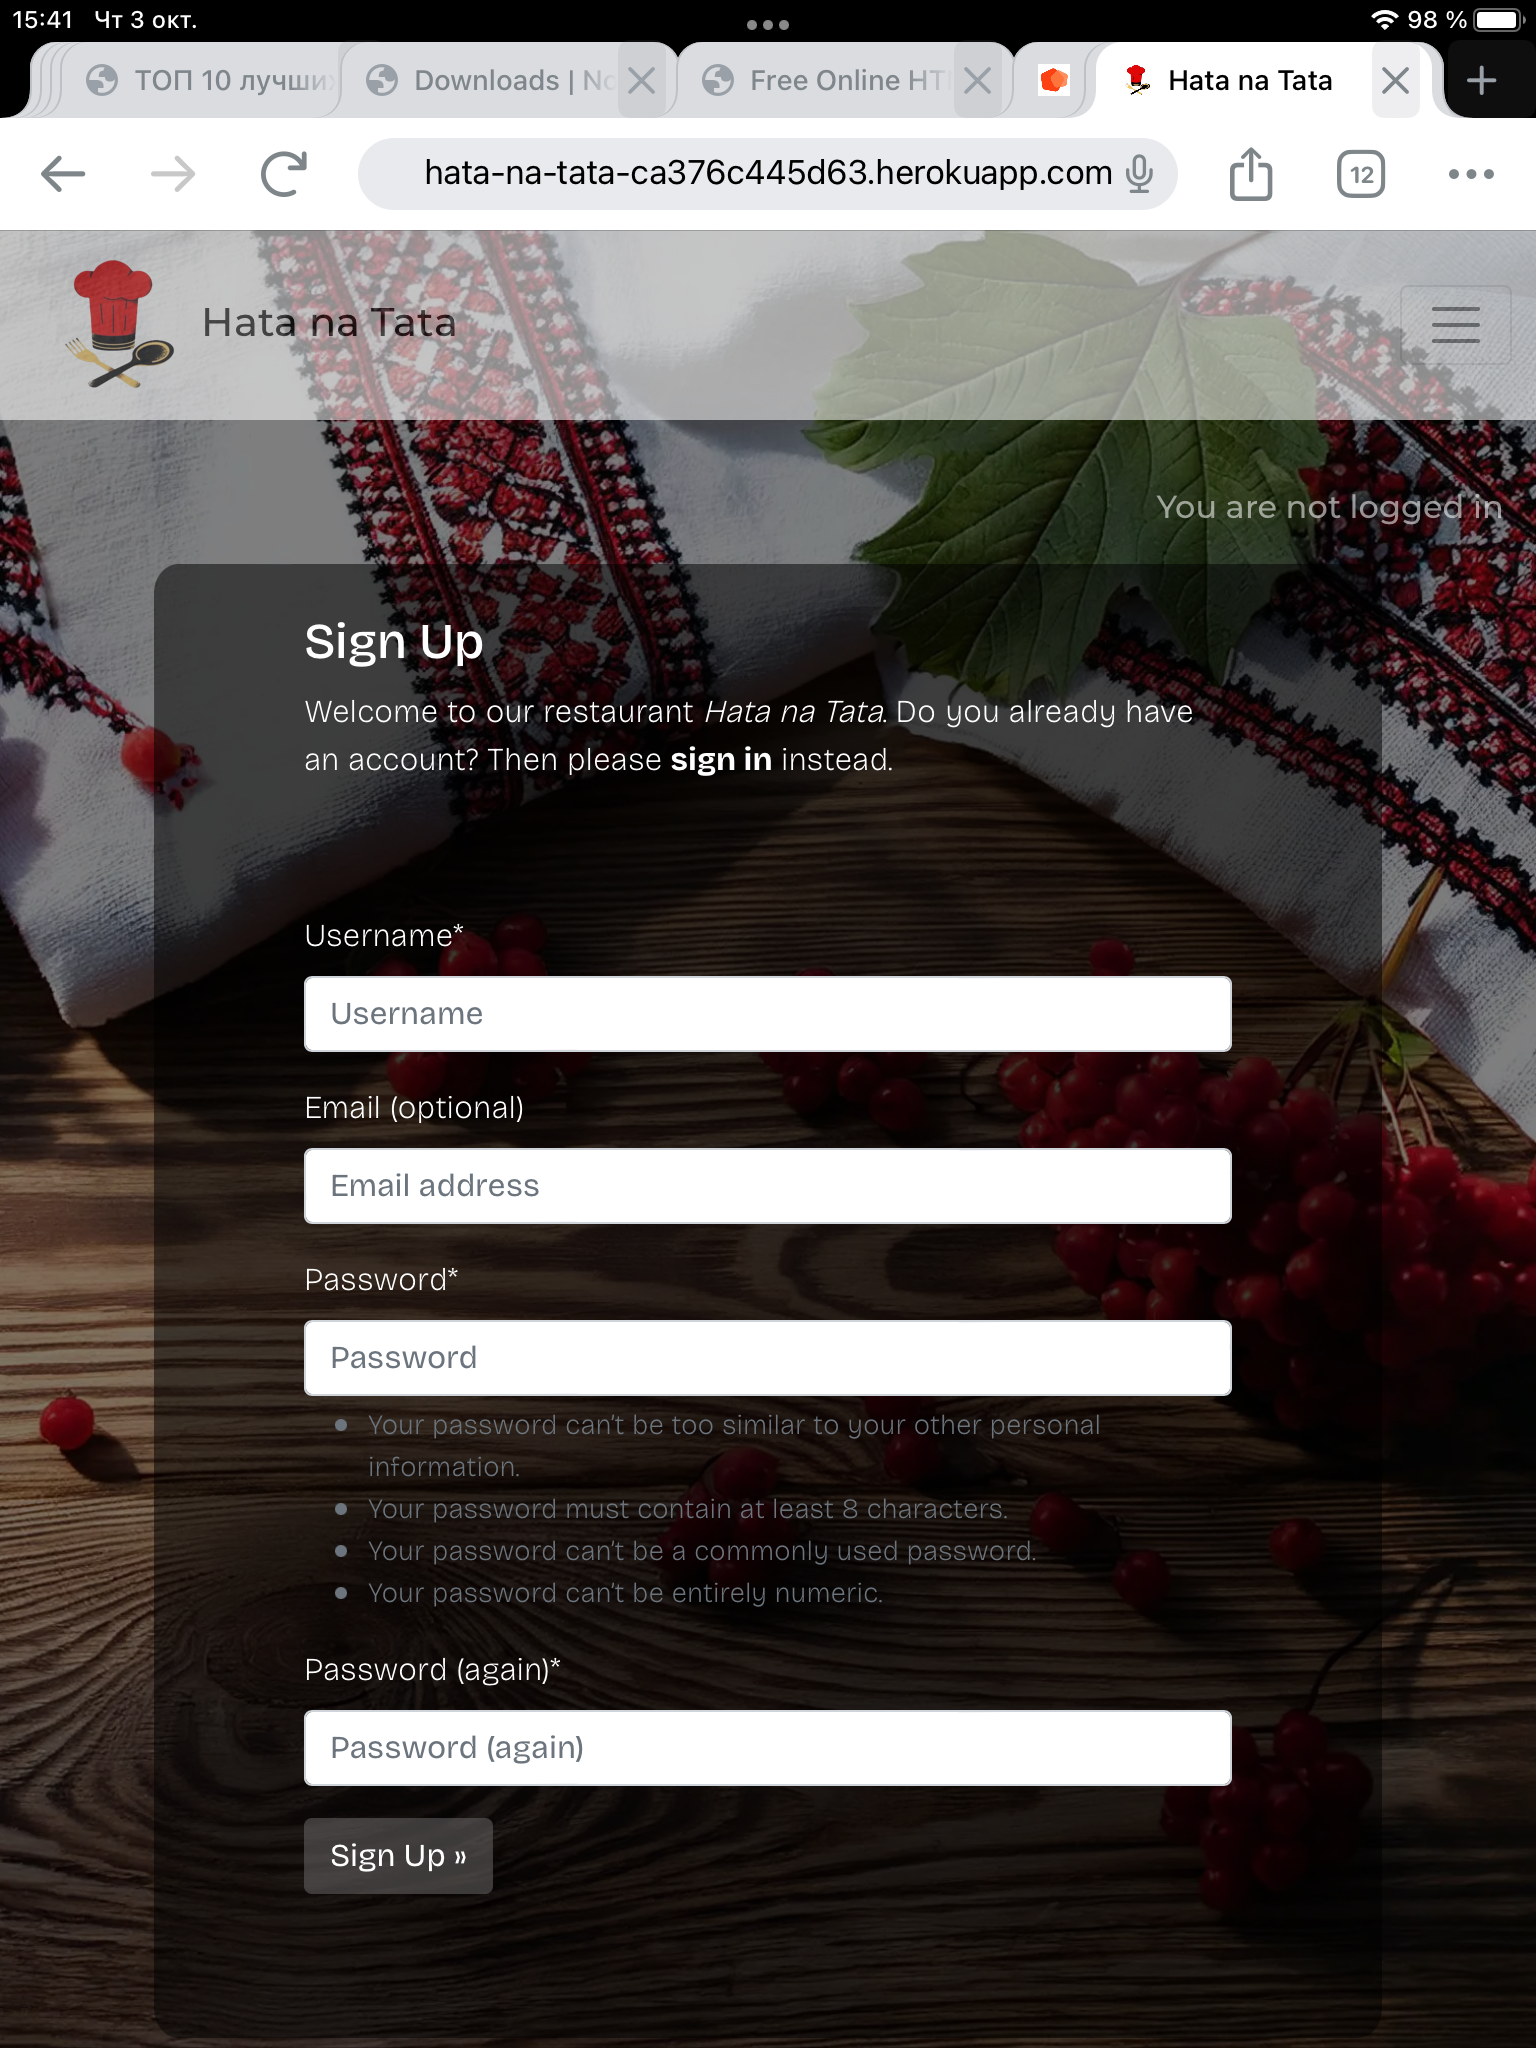 15:41 Чт 3 окт. 98 %
ТОП 10 лучших Downloads | No Free Online HT Hata na Tata
hata-na-tata-ca376c445d63.herokuapp.com 12
Hata na Tata
You are not logged in
Sign Up
Welcome to our restaurant Hata na Tata. Do you already have
an account? Then please sign in instead.
Username*
Username
Email (optional)
Email address
Password*
Password
• Your password can’t be too similar to your other personal
information.
• Your password must contain at least 8 characters.
• Your password can’t be a commonly used password.
• Your password can’t be entirely numeric.
Password (again)*
Password (again)
Sign Up »